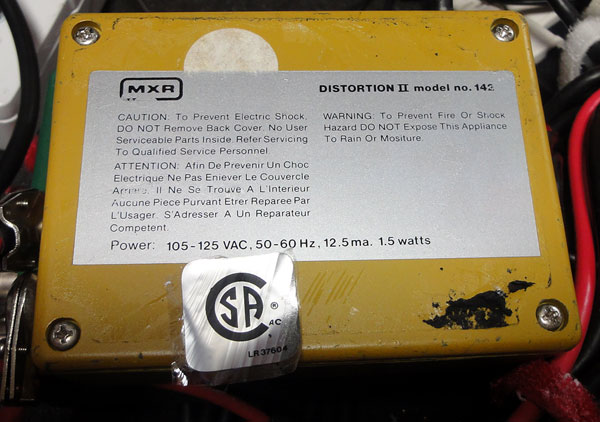 MXR
DISTORTION II model no. 142
CAUTION: To Prevent Electric Shock,
DO NOT Remove Back Cover. No User
Serviceable Parts Inside. Refer Servicing
To Qualified Service Personnel.
ATTENTION: Afin De Prevenir Un Choc
Electrique Ne Pas Eniever Le Couvercle
Arriere. Il Ne Se Trouve A L'Interieur
Aucune Piece Purvant Etrer Reparee Par
L'Usager. S'Adresser A Un Reparateur
Competent.
WARNING: To Prevent Fire Or Shock
Hazard DO NOT Expose This Appliance
To Rain Or Mositure.
Power: 105-125 VAC, 50-60 Hz, 12.5 ma. 1.5 watts
CSA ®
AC
LR 37604